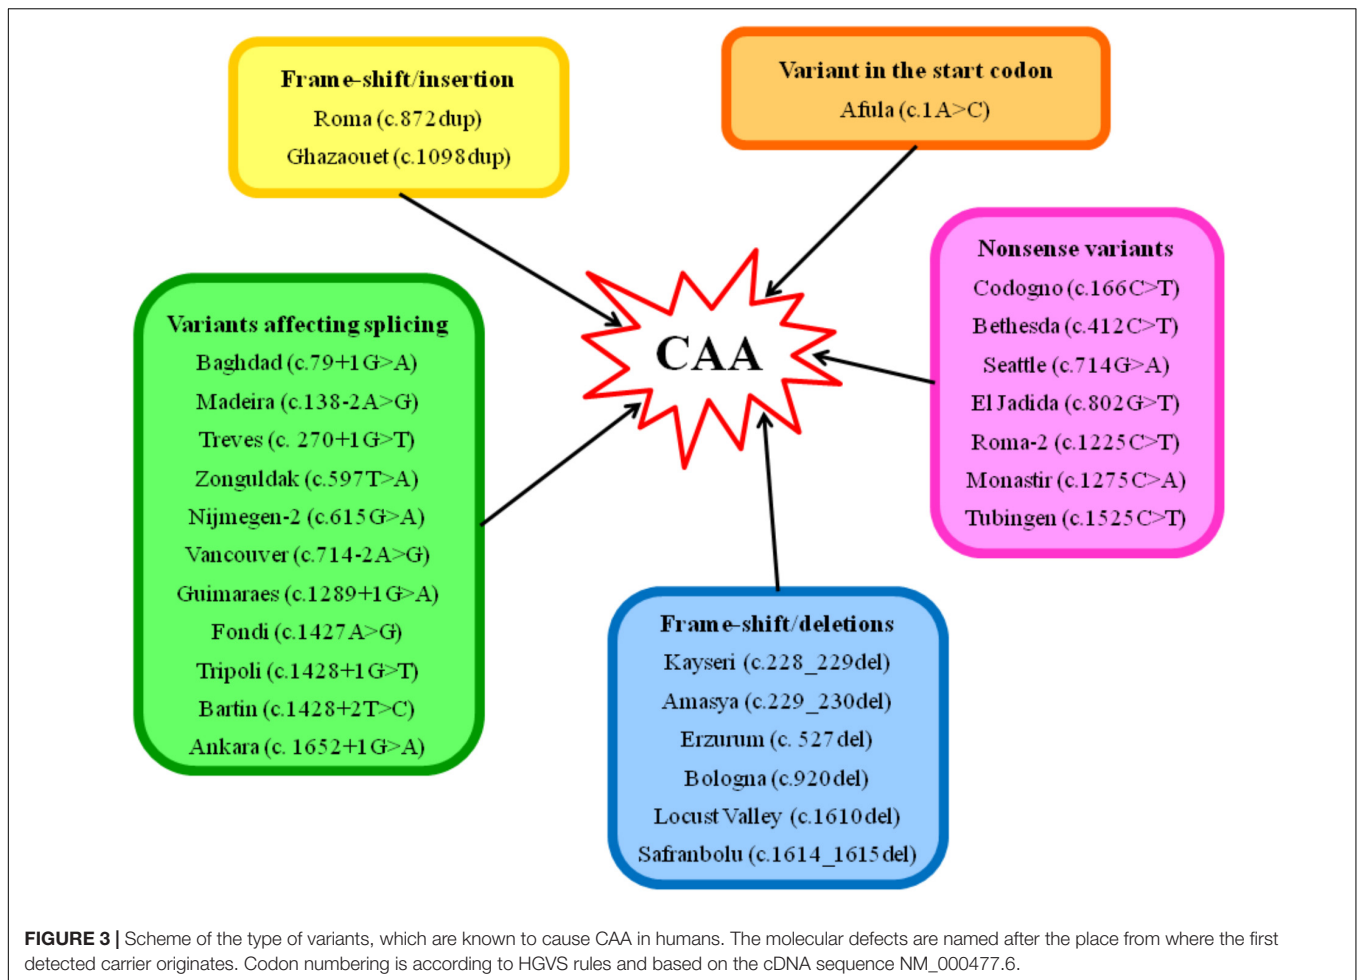 Frame-shift/insertion
Roma (c.872dup)
Ghazaouet (c.1098dup)
Variant in the start codon
Afula (c.1A>C)
Nonsense variants
Codogno (c.166C>T)
Bethesda (c.412C>T)
Seattle (c.714G>A)
El Jadida (c.802G>T)
Roma-2 (c.1225C>T)
Monastir (c.1275C>A)
Tubingen (c.1525C>T)
Variants affecting splicing
Baghdad (c.79+1G>A)
Madeira (c.138-2A>G)
Treves (c. 270+1G>T)
Zonguldak (c.597T>A)
Nijmegen-2 (c.615G>A)
Vancouver (c.714-2A>G)
Guimaraes (c.1289+1G>A)
Fondi (c.1427A>G)
Tripoli (c.1428+1G>T)
Bartin (c.1428+2T>C)
Ankara (c. 1652+1G>A)
CAA
Frame-shift/deletions
Kayseri (c.228_229del)
Amasya (c.229_230del)
Erzurum (c. 527del)
Bologna (c.920del)
Locust Valley (c.1610del)
Safranbolu (c.1614_1615del)
FIGURE 3 | Scheme of the type of variants, which are known to cause CAA in humans. The molecular defects are named after the place from where the first
detected carrier originates. Codon numbering is according to HGVS rules and based on the cDNA sequence NM_000477.6.